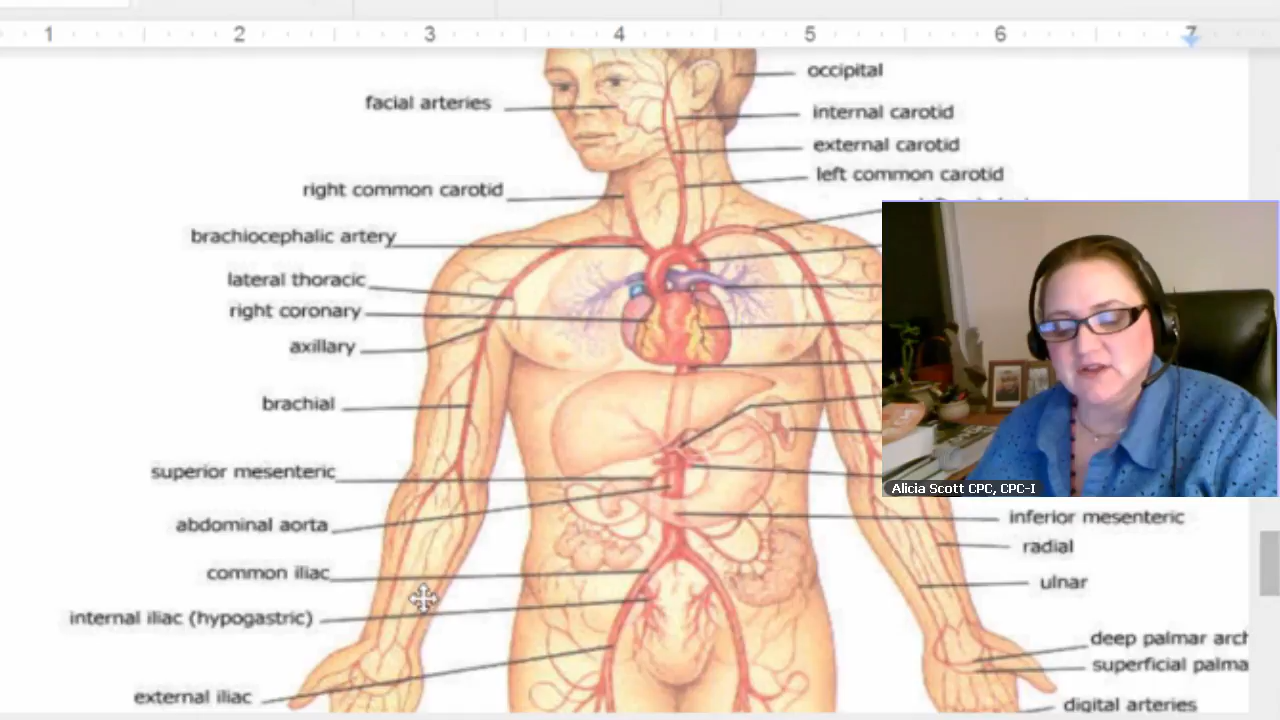 1 2 3 4 5 6 7
occipital
facial arteries
internal carotid
external carotid
left common carotid
right common carotid
brachiocephalic artery
lateral thoracic
right coronary
axillary
brachial
superior mesenteric
Alicia Scott CPC, CPC-I
abdominal aorta
inferior mesenteric
radial
common iliac
ulnar
internal iliac (hypogastric)
deep palmar arch
superficial palma
external iliac
digital arteries